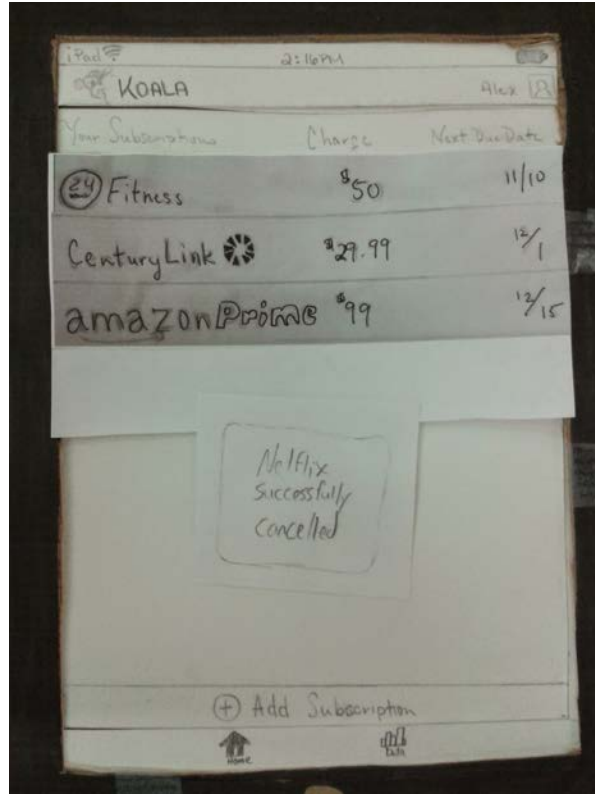 iPad 2:16PM
KOALA Alex
Your Subscriptions Charge Next Due Date
24 Fitness $50 11/10
CenturyLink $29.99 12/1
amazonPrime $99 12/15
Netflix
Successfully
Cancelled
+ Add Subscription
HOME Data